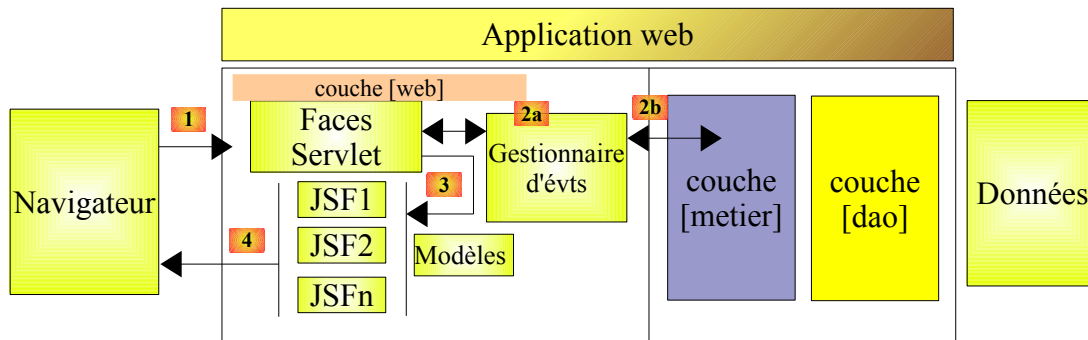 Application web
couche [web]
1
Faces
Servlet
2a
2b
Gestionnaire
d'évts
Navigateur
3
JSF1
JSF2
JSFn
4
Modèles
couche
[metier]
couche
[dao]
Données